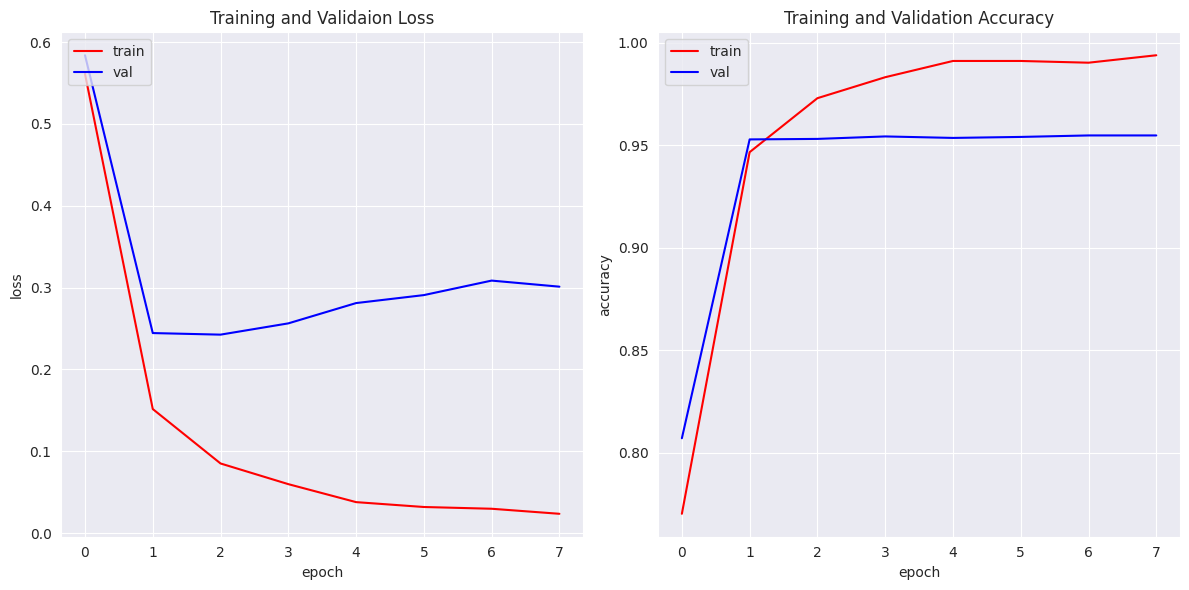 Training and Validaion Loss
train
val
0.6
0.5
0.4
0.3
0.2
0.1
0.0
loss
0 1 2 3 4 5 6 7
epoch
Training and Validation Accuracy
train
val
1.00
0.95
0.90
0.85
0.80
accuracy
0 1 2 3 4 5 6 7
epoch